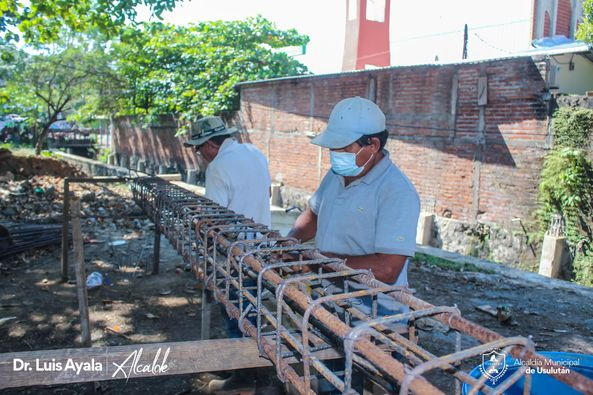 Dr. Luis Ayala Alcalde
Alcaldía Municipal
de Usulután